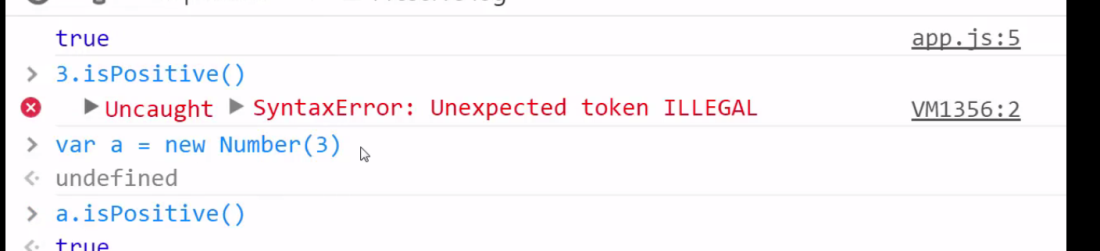 true app.js:5
> 3.isPositive()
▶ Uncaught ▶ SyntaxError: Unexpected token ILLEGAL VM1356:2
> var a = new Number(3)
<· undefined
> a.isPositive()
<· true